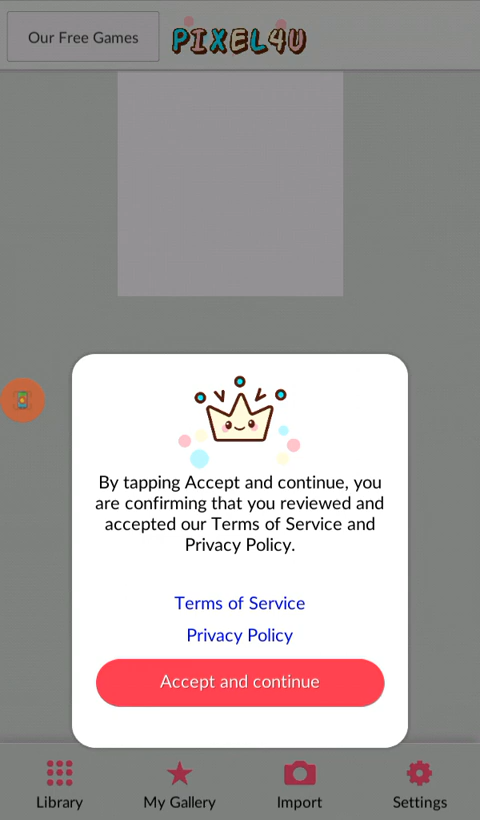 Our Free Games
PIXEL4U
By tapping Accept and continue, you
are confirming that you reviewed and
accepted our Terms of Service and
Privacy Policy.
Terms of Service
Privacy Policy
Accept and continue
Library
My Gallery
Import
Settings